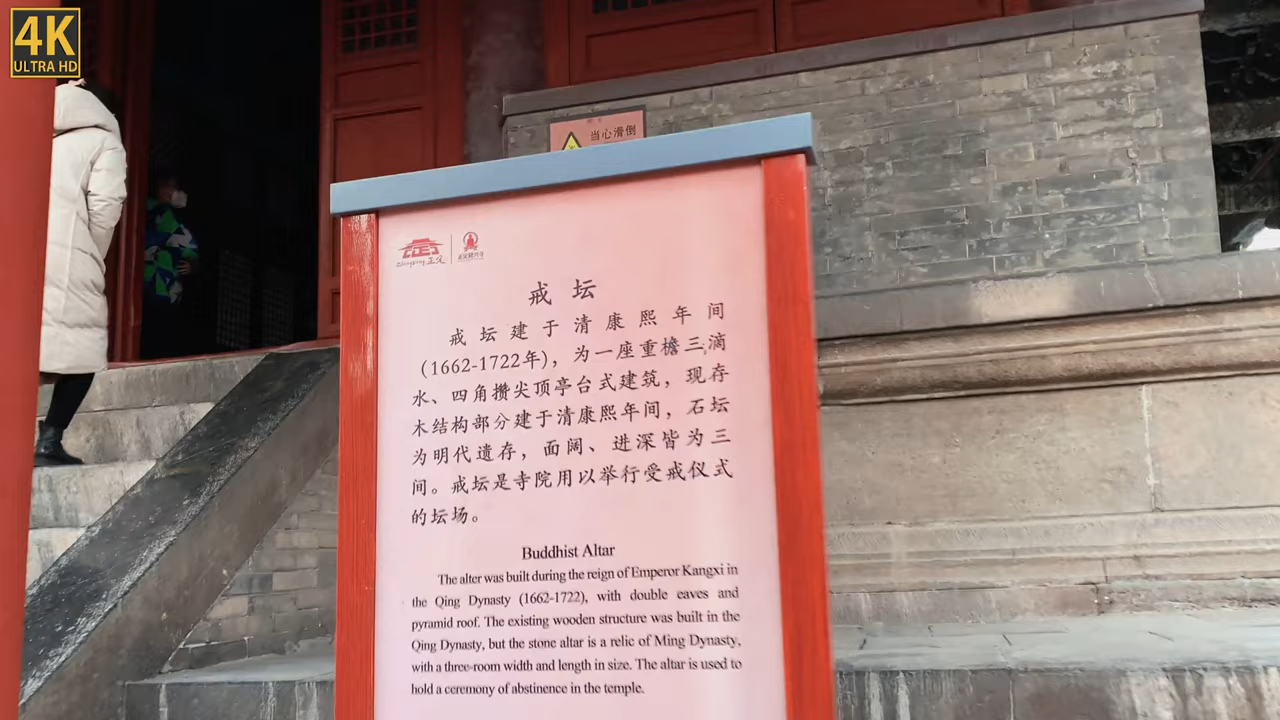 4K
ULTRA HD
当心滑倒
戒坛
戒坛建于清康熙年间
(1662-1722年)，为一座重檐三滴
水、四角攒尖顶亭台式建筑，现存
木结构部分建于清康熙年间，石坛
为明代遗存，面阔、进深皆为三
间。戒坛是寺院用以举行受戒仪式
的坛场。
Buddhist Altar
The alter was built during the reign of Emperor Kangxi in
the Qing Dynasty (1662-1722), with double eaves and
pyramid roof. The existing wooden structure was built in the
Qing Dynasty, but the stone altar is a relic of Ming Dynasty,
with a three-room width and length in size. The altar is used to
hold a ceremony of abstinence in the temple.